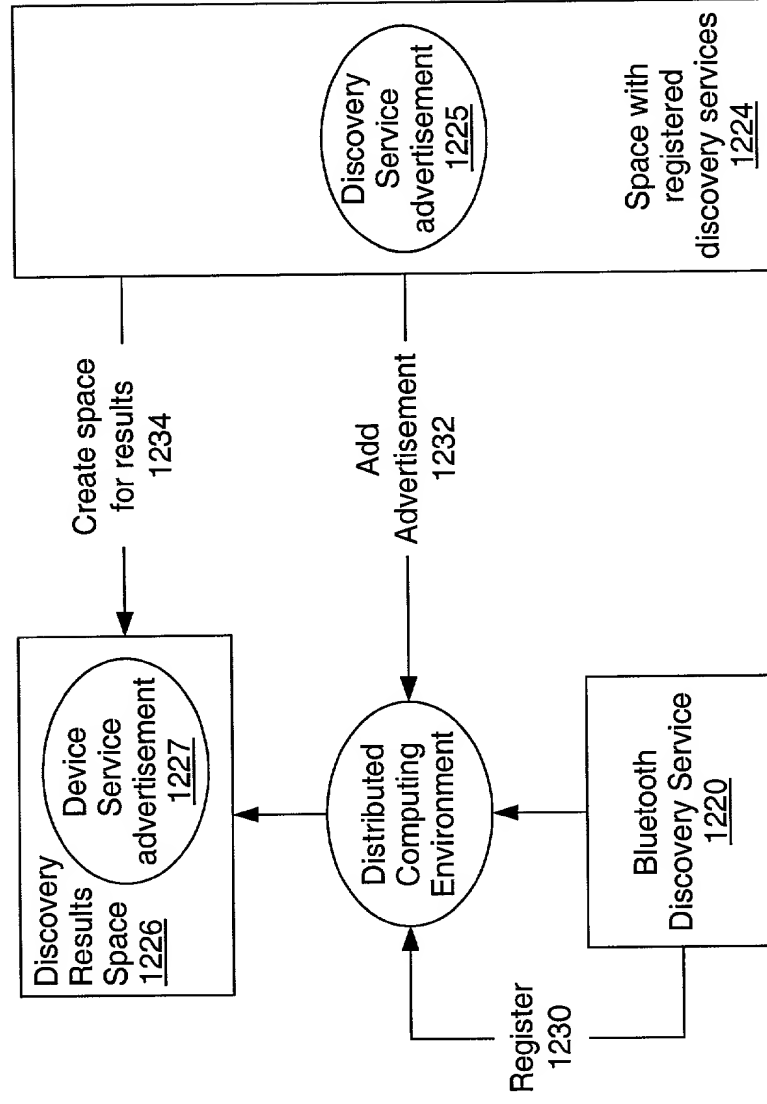 Discovery
Results
Space
1226
Device
Service
advertisement
1227
Create space
for results
1234
Discovery
Service
advertisement
1225
Space with
registered
discovery services
1224
Distributed
Computing
Environment
Add
Advertisement
1232
Register
1230
Bluetooth
Discovery Service
1220